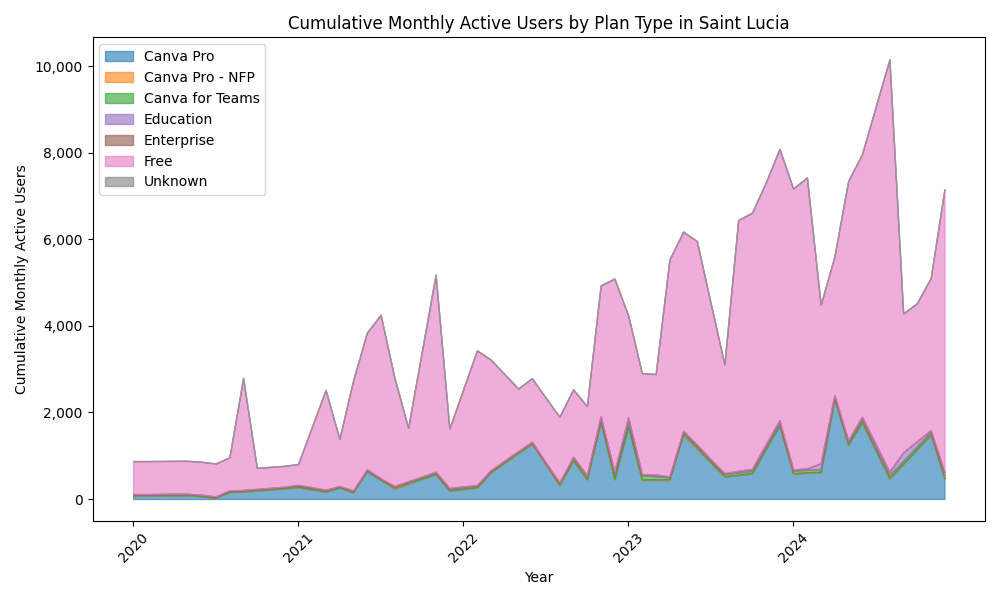 Cumulative Monthly Active Users by Plan Type in Saint Lucia
Canva Pro
Canva Pro - NFP
Canva for Teams
Education
Enterprise
Free
Unknown
10,000
8,000
6,000
4,000
2,000
0
Cumulative Monthly Active Users
2020
2021
2022
2023
2024
Year